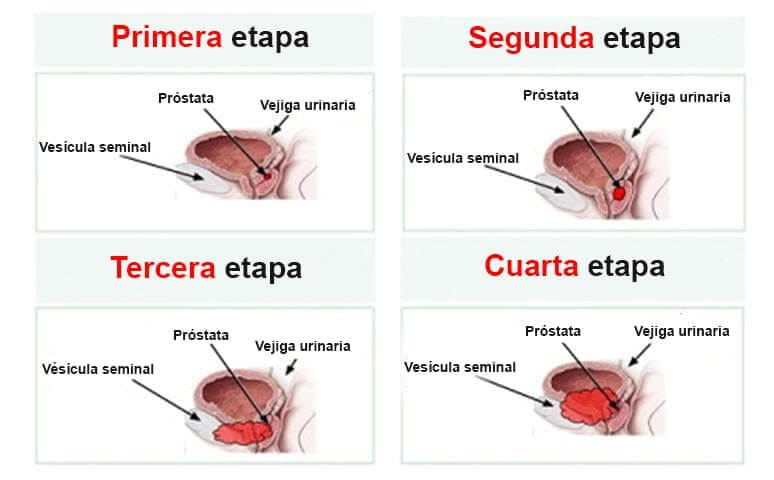 Primera etapa
Segunda etapa
Próstata
Vejiga urinaria
Vesícula seminal
Próstata
Vejiga urinaria
Vesícula seminal
Tercera etapa
Cuarta etapa
Próstata
Vejiga urinaria
Vésicula seminal
Próstata
Vejiga urinaria
Vesícula seminal